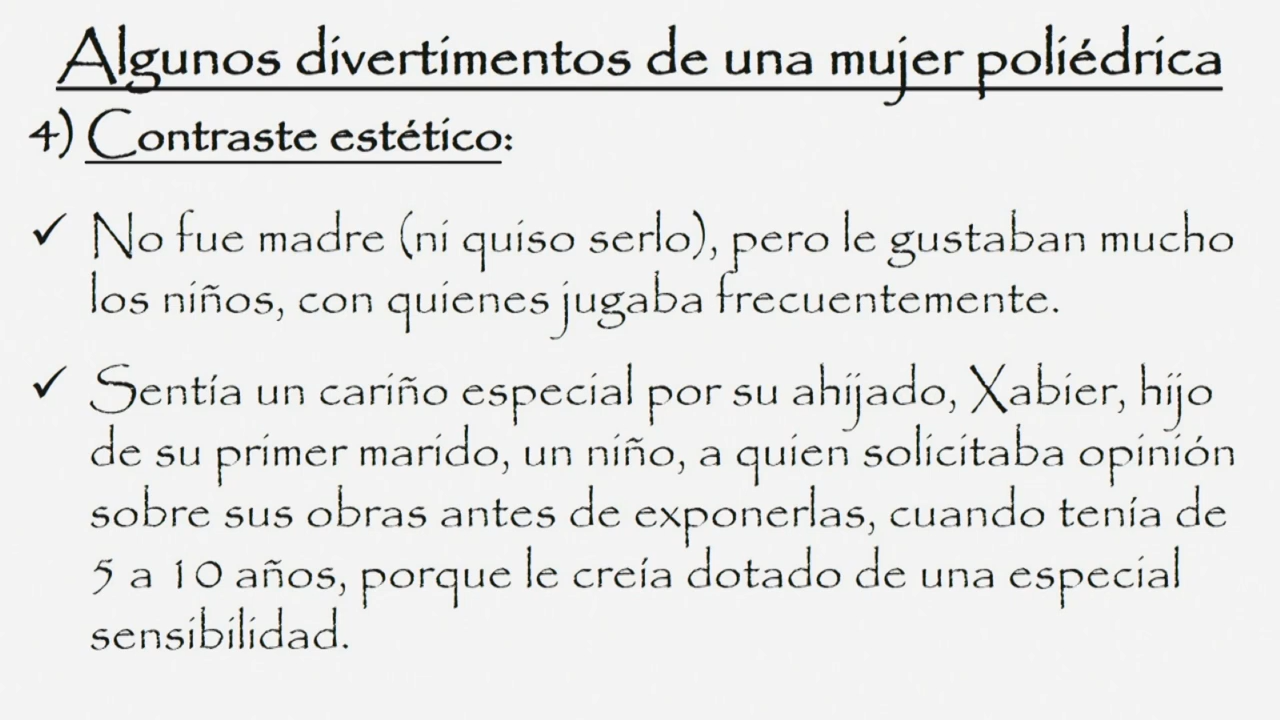 Algunos divertimentos de una mujer poliédrica
4) Contraste estético:
✓ No fue madre (ni quiso serlo), pero le gustaban mucho
los niños, con quienes jugaba frecuentemente.
✓ Sentía un cariño especial por su ahijado, Xabier, hijo
de su primer marido, un niño, a quien solicitaba opinión
sobre sus obras antes de exponerlas, cuando tenía de
5 a 10 años, porque le creía dotado de una especial
sensibilidad.